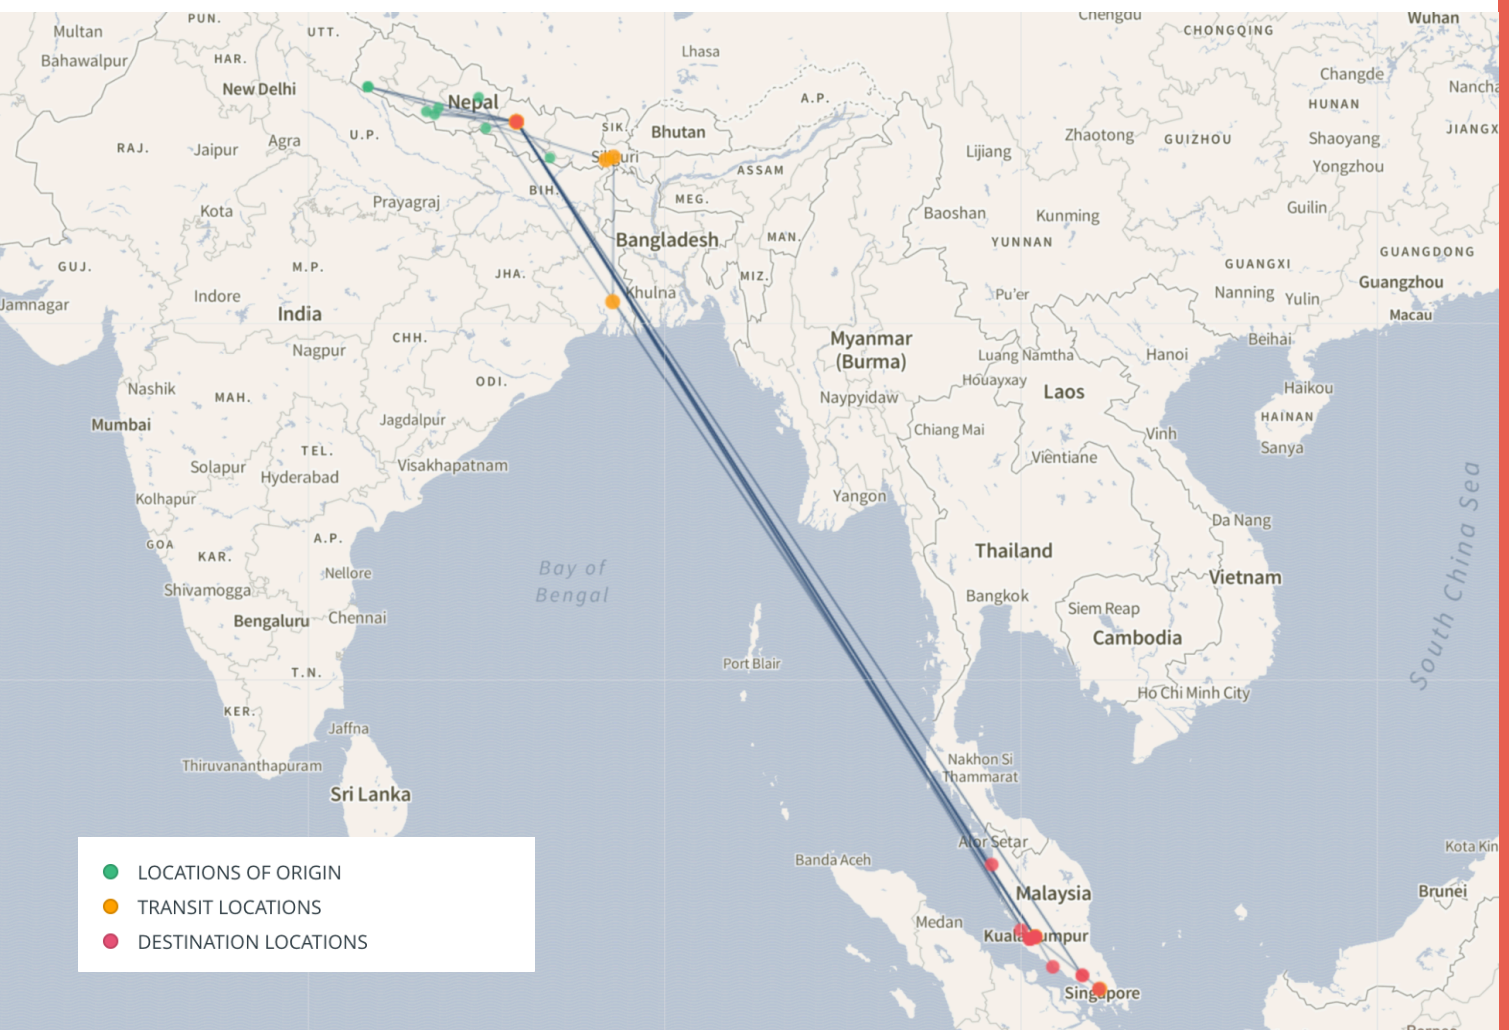 PUN.
Chengdu
Wuhan
Multan
UTT.
CHONGQING
Bahawalpur
HAR.
Lhasa
Changde
New Delhi
Nepal
A.P.
HUNAN
Nancha
U.P.
SIK.
Bhutan
Zhaotong
GUIZHOU
Shaoyang
JIANGX
RAJ.
Jaipur
Agra
Siliguri
Lijiang
Yongzhou
ASSAM
BIH.
MEG.
Kota
Prayagraj
Baoshan
Kunming
Guilin
Bangladesh
MAN.
YUNNAN
GUANGDONG
GUJ.
M.P.
JHA.
MIZ.
GUANGXI
Guangzhou
Jamnagar
Indore
Khulna
Pu'er
Nanning
Yulin
India
Macau
CHH.
Myanmar
(Burma)
Beihai
Nagpur
Luang Namtha
Hanoi
Nashik
MAH.
ODI.
Houayxay
Laos
Haikou
Naypyidaw
Mumbai
Jagdalpur
Chiang Mai
Vinh
HAINAN
Sanya
TEL.
Vientiane
Solapur
Hyderabad
Visakhapatnam
Kolhapur
Yangon
Da Nang
GOA
A.P.
KAR.
Thailand
South China Sea
Bay of
Bengal
Nellore
Vietnam
Shivamogga
Bangkok
Siem Reap
Bengaluru
Chennai
Cambodia
T.N.
Port Blair
Ho Chi Minh City
KER.
Jaffna
Thiruvananthapuram
Nakhon Si
Thammarat
Sri Lanka
Alor Setar
Kota Kin
Banda Aceh
Malaysia
Brunei
Medan
Kuala Lumpur
Singapore
LOCATIONS OF ORIGIN
TRANSIT LOCATIONS
DESTINATION LOCATIONS